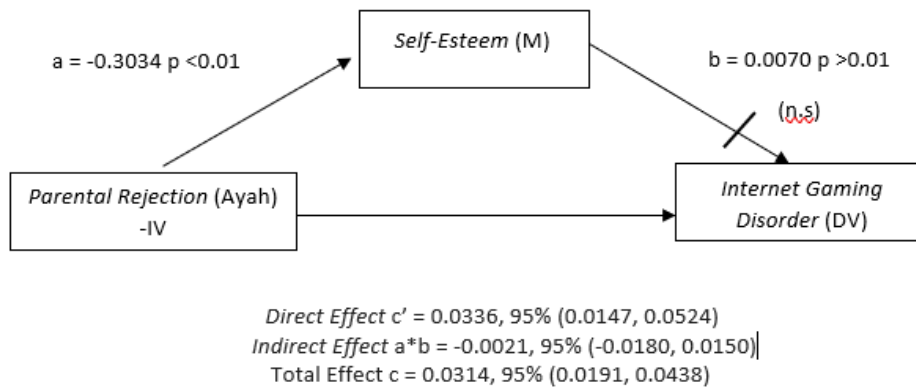 Self-Esteem (M)
a = -0.3034 p <0.01
b = 0.0070 p >0.01
(n.s)
Parental Rejection (Ayah)
-IV
Internet Gaming
Disorder (DV)
Direct Effect c’ = 0.0336, 95% (0.0147, 0.0524)
Indirect Effect a*b = -0.0021, 95% (-0.0180, 0.0150)
Total Effect c = 0.0314, 95% (0.0191, 0.0438)